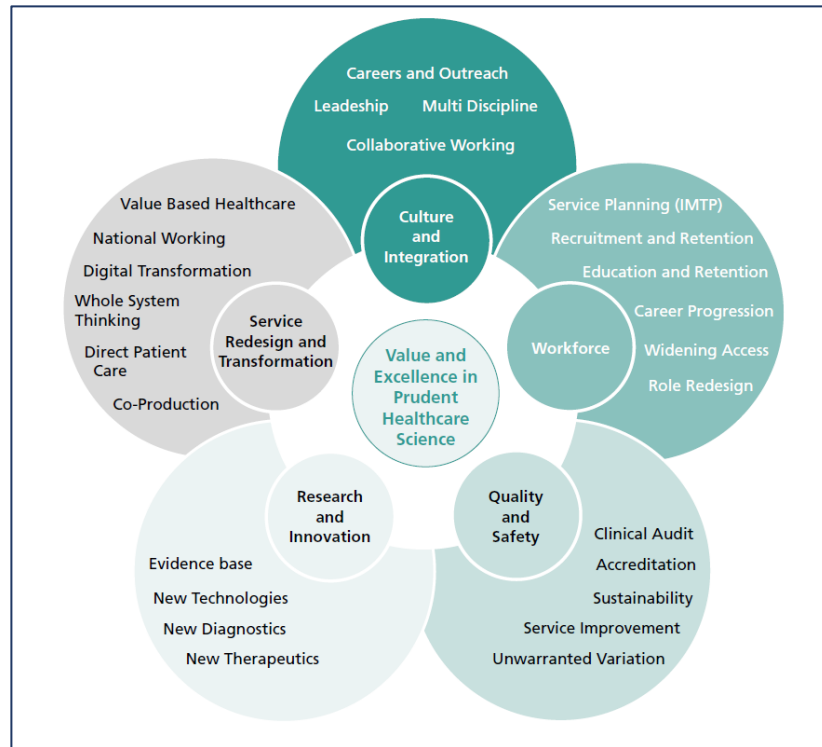 Careers and Outreach
Leadeship Multi Discipline
Collaborative Working
Culture
and
Integration
Service Planning (IMTP)
Recruitment and Retention
Education and Retention
Career Progression
Widening Access
Role Redesign
Workforce
Clinical Audit
Accreditation
Sustainability
Service Improvement
Unwarranted Variation
Quality
and
Safety
Research
and
Innovation
Evidence base
New Technologies
New Diagnostics
New Therapeutics
Value Based Healthcare
National Working
Digital Transformation
Whole System
Thinking
Direct Patient
Care
Co-Production
Service
Redesign and
Transformation
Value and
Excellence in
Prudent
Healthcare
Science